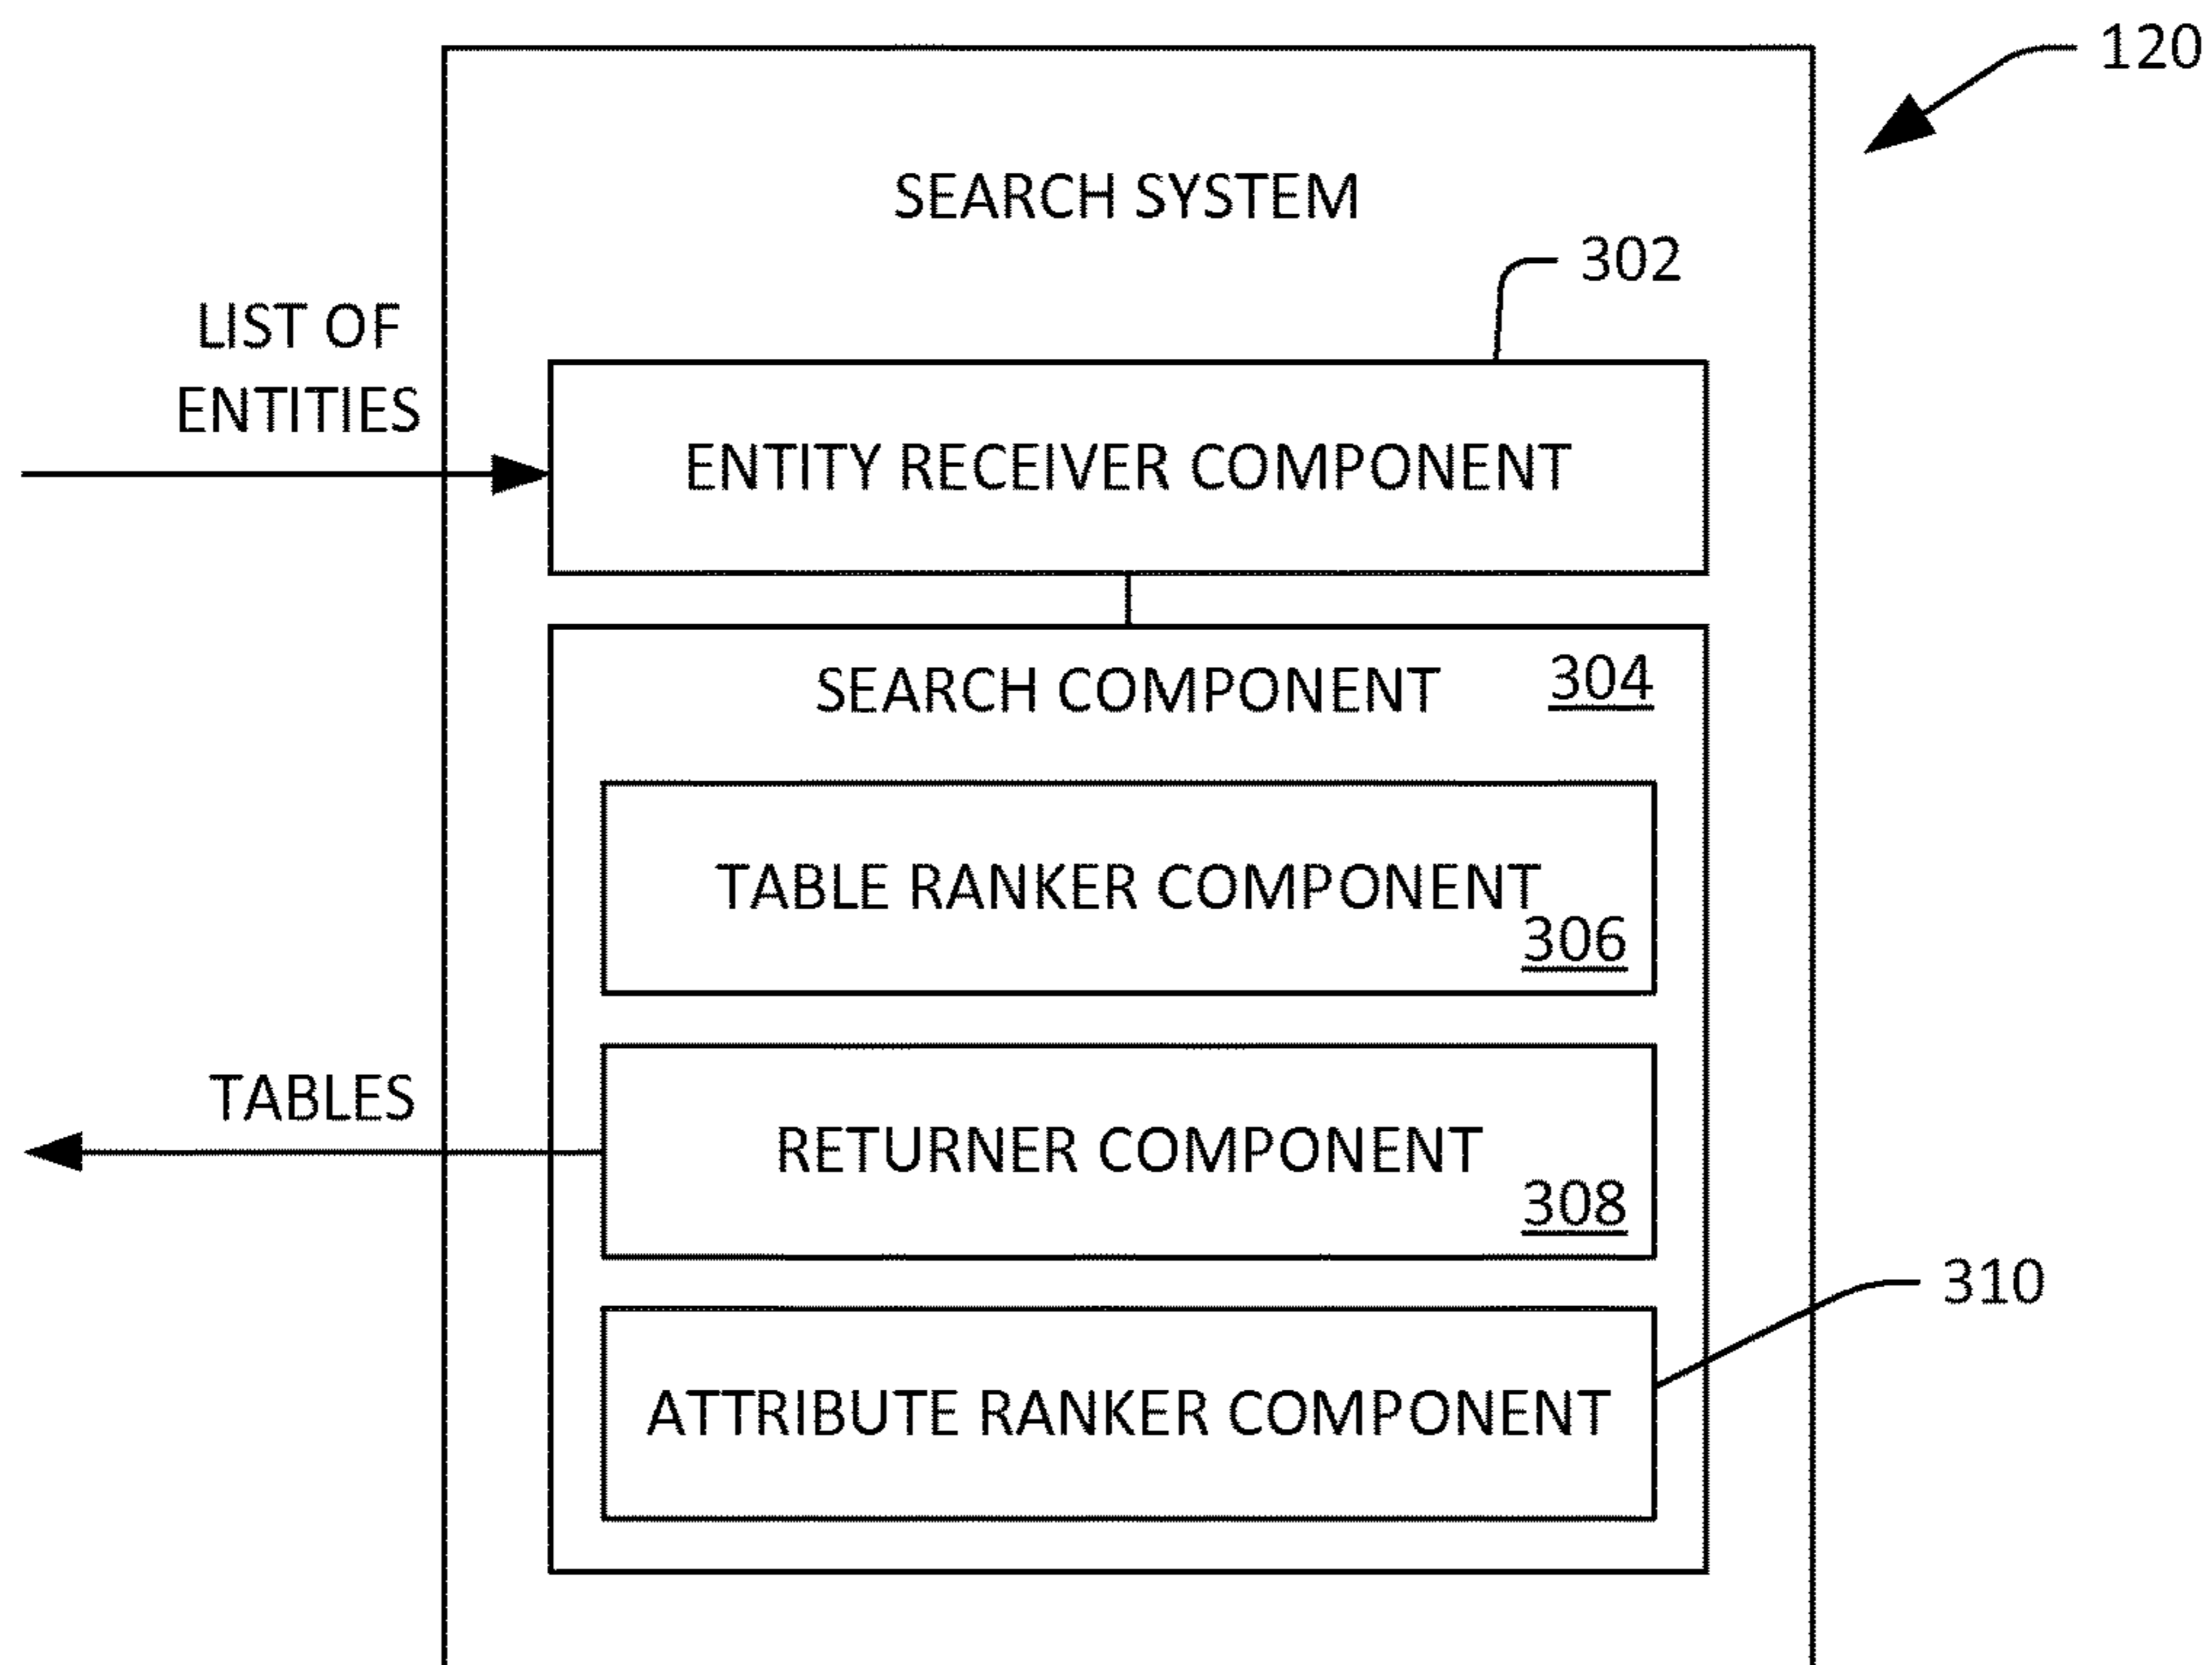 120
SEARCH SYSTEM
302
LIST OF
ENTITIES
ENTITY RECEIVER COMPONENT
SEARCH COMPONENT 304
TABLE RANKER COMPONENT
306
TABLES
RETURNER COMPONENT
308
310
ATTRIBUTE RANKER COMPONENT